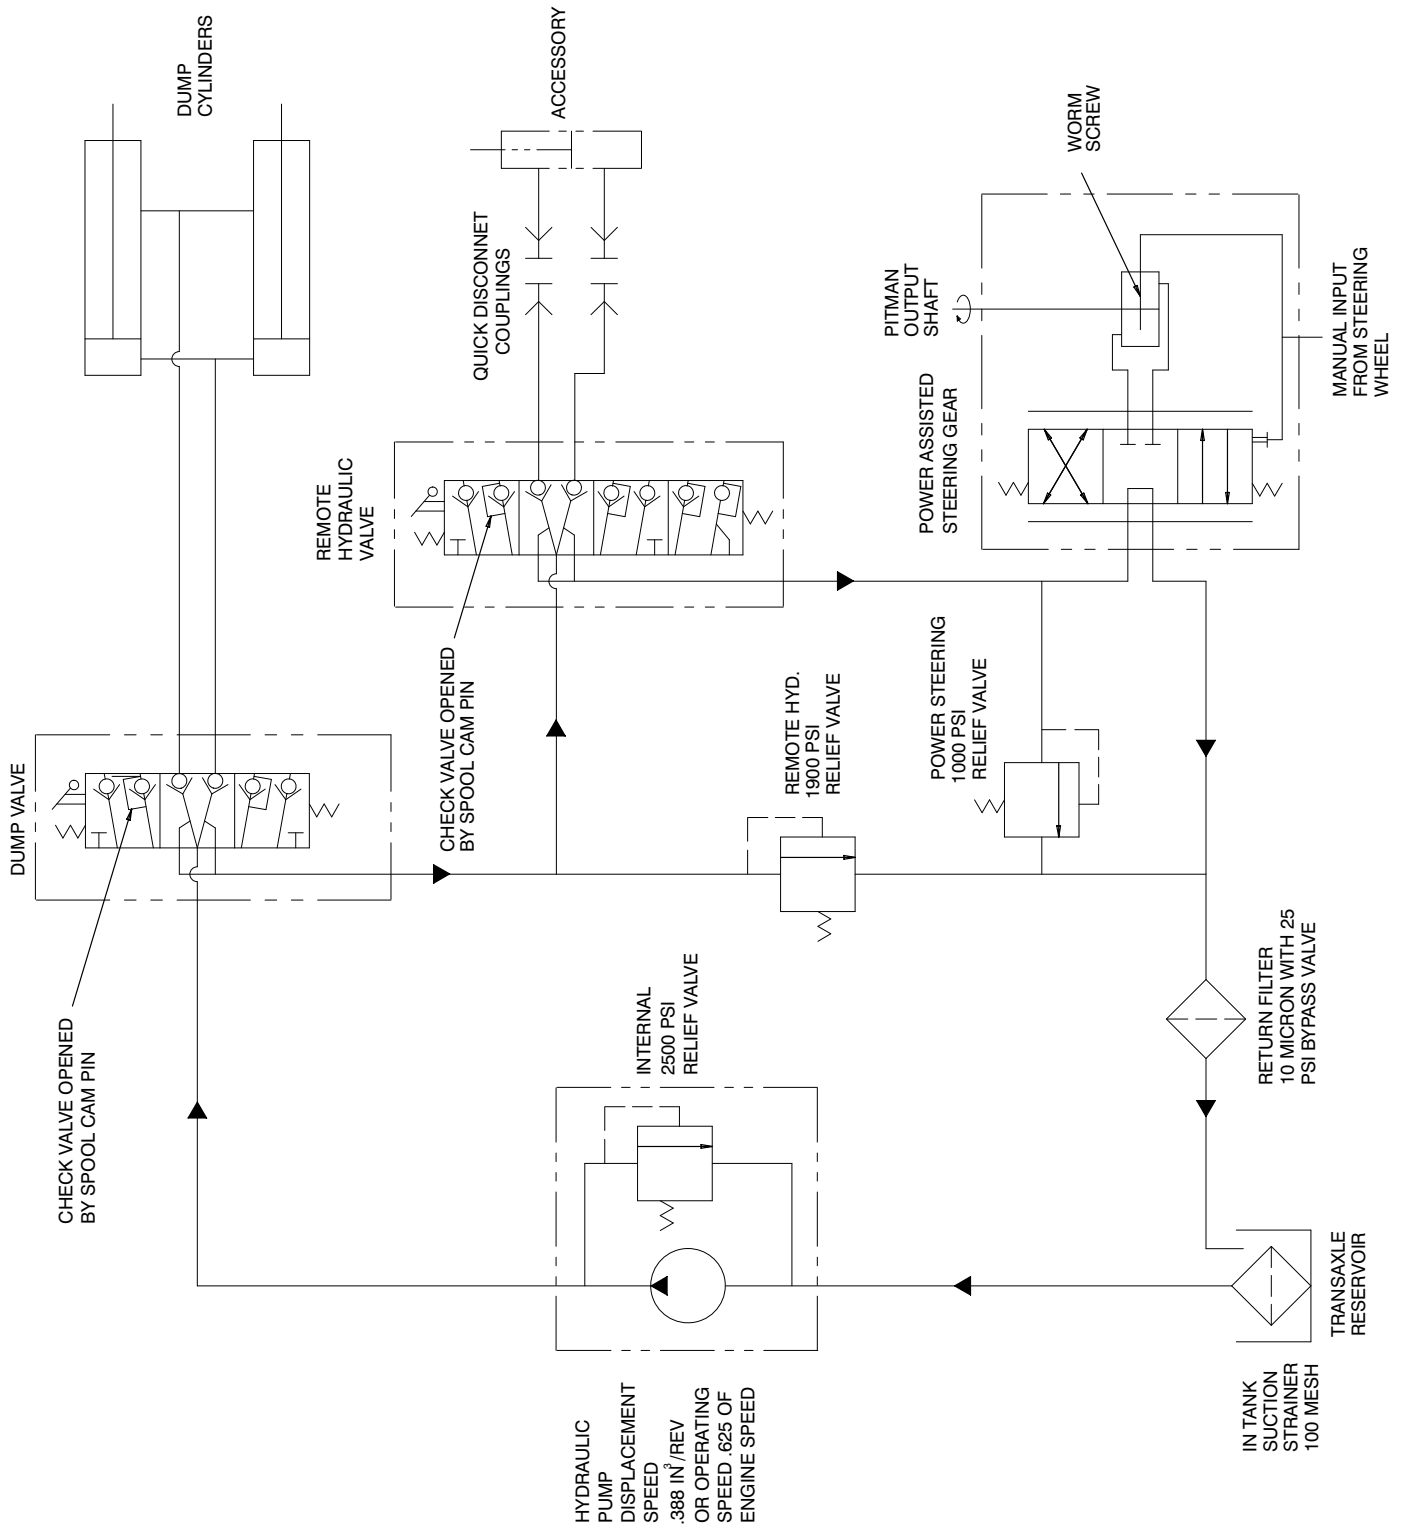 DUMP
CYLINDERS
DUMP VALVE
CHECK VALVE OPENED
BY SPOOL CAM PIN
ACCESSORY
QUICK DISCONNET
COUPLINGS
REMOTE
HYDRAULIC
VALVE
CHECK VALVE OPENED
BY SPOOL CAM PIN
REMOTE HYD.
1900 PSI
RELIEF VALVE
INTERNAL
2500 PSI
RELIEF VALVE
HYDRAULIC
PUMP
DISPLACEMENT
SPEED
.388 IN³/REV
OR OPERATING
SPEED .625 OF
ENGINE SPEED
WORM
SCREW
PITMAN
OUTPUT
SHAFT
POWER ASSISTED
STEERING GEAR
POWER STEERING
1000 PSI
RELIEF VALVE
MANUAL INPUT
FROM STEERING
WHEEL
RETURN FILTER
10 MICRON WITH 25
PSI BYPASS VALVE
TRANSAXLE
RESERVOIR
IN TANK
SUCTION
STRAINER
100 MESH